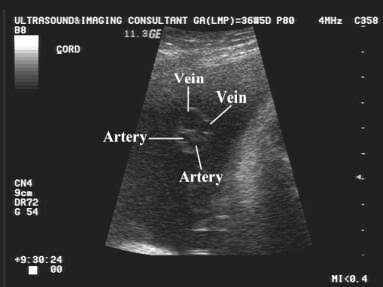 ULTRASOUND&IMAGING CONSULTANT GA(LMP)=36W5D P80 4MHz C358
B8
11.3GE
CORD
Vein
Vein
Artery
Artery
CN4
9cm
DR72
G 54
+9:30:24
00
MI<0.4